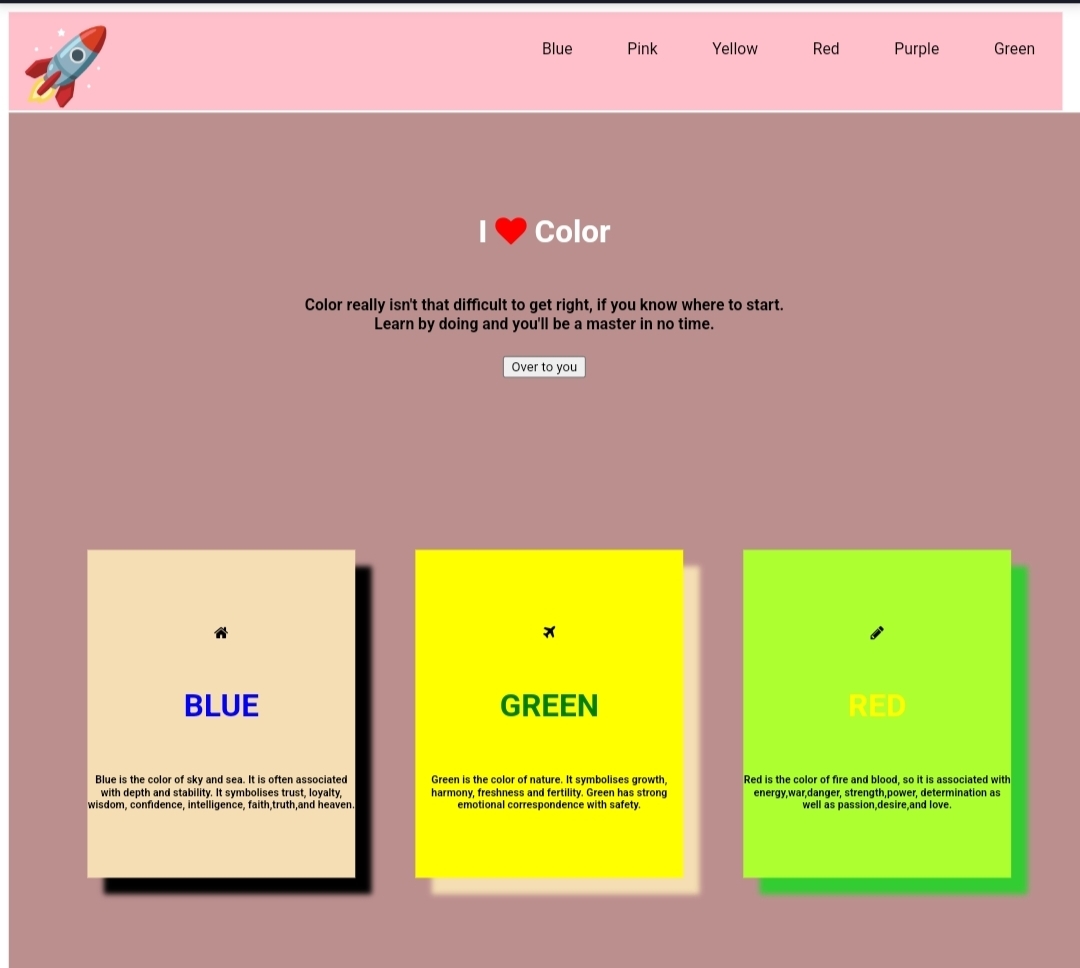 Blue Pink Yellow Red Purple Green
I ❤ Color
Color really isn't that difficult to get right, if you know where to start.
Learn by doing and you'll be a master in no time.
Over to you
BLUE
Blue is the color of sky and sea. It is often associated
with depth and stability. It symbolises trust, loyalty,
wisdom, confidence, intelligence, faith,truth,and heaven.
GREEN
Green is the color of nature. It symbolises growth,
harmony, freshness and fertility. Green has strong
emotional correspondence with safety.
RED
Red is the color of fire and blood, so it is associated with
energy,war,danger, strength,power, determination as
well as passion,desire,and love.